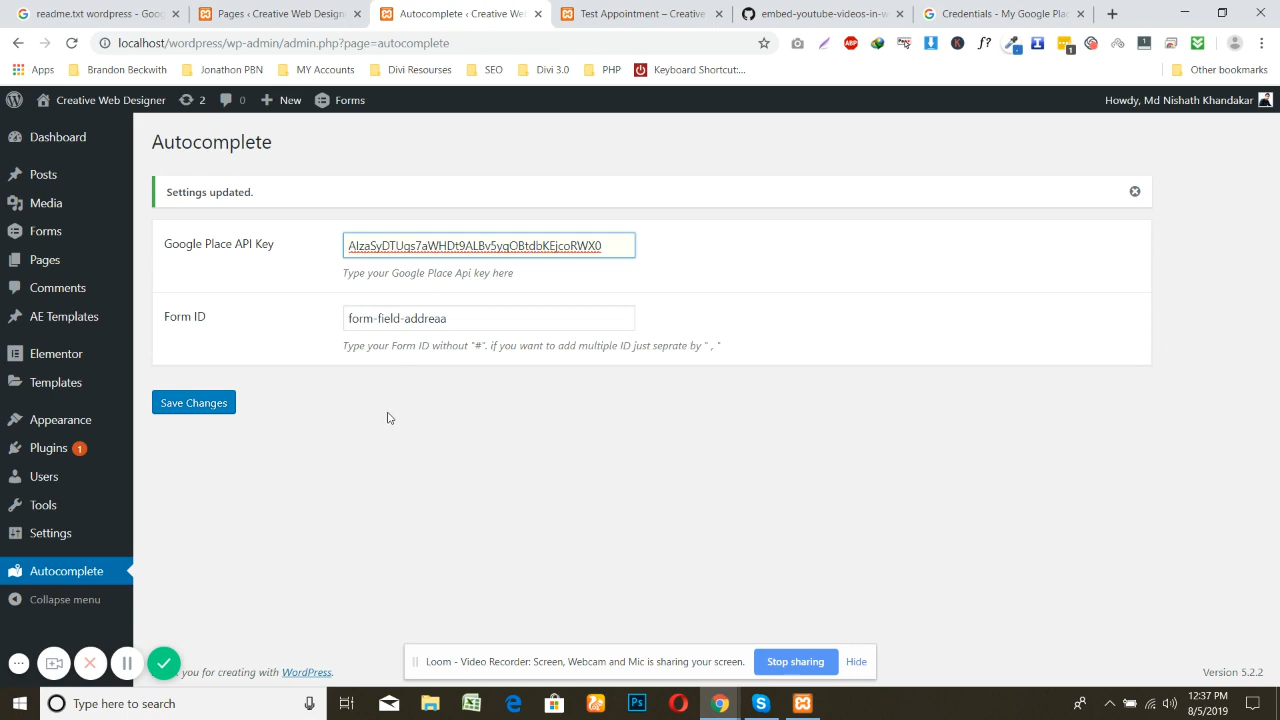 readme.txt wordpress - Goog
Pages ‹ Creative Web Designer
Autocomplete ‹ Creative We
Test Appointment – Creative
embed-youtube-videos-in-w
Credentials - My Google Plac
localhost/wordpress/wp-admin/admin.php?page=autocomplete
Apps
Brandon Beckwith
Jonathon PBN
MY Accounts
Divi Resourses
SEO
Divi 3.0
PHP
Keyboard Shortcut:...
Other bookmarks
Creative Web Designer
2
0
New
Forms
Howdy, Md Nishath Khandakar
Dashboard
Posts
Media
Forms
Pages
Comments
AE Templates
Elementor
Templates
Appearance
Plugins 1
Users
Tools
Settings
Autocomplete
Collapse menu
Autocomplete
Settings updated.
Google Place API Key
AIzaSyDTUgs7aWHDt9ALBv5yqOBtdbKEjcoRWX0
Type your Google Place Api key here
Form ID
form-field-addreaa
Type your Form ID without "#". if you want to add multiple ID just seprate by " , "
Save Changes
you for creating with WordPress.
Version 5.2.2
Loom - Video Recorder: Screen, Webcam and Mic is sharing your screen.
Stop sharing
Hide
Type here to search
12:37 PM
8/5/2019